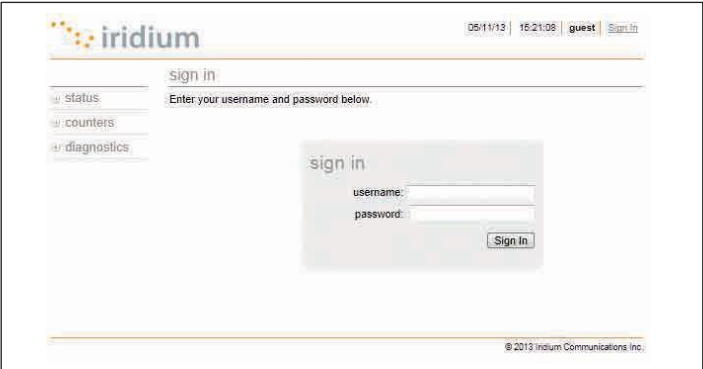 iridium
05/11/13 15:21:08 guest Sign In
sign in
Enter your username and password below.
status
counters
diagnostics
sign in
username:
password:
Sign In
© 2013 Iridium Communications Inc.